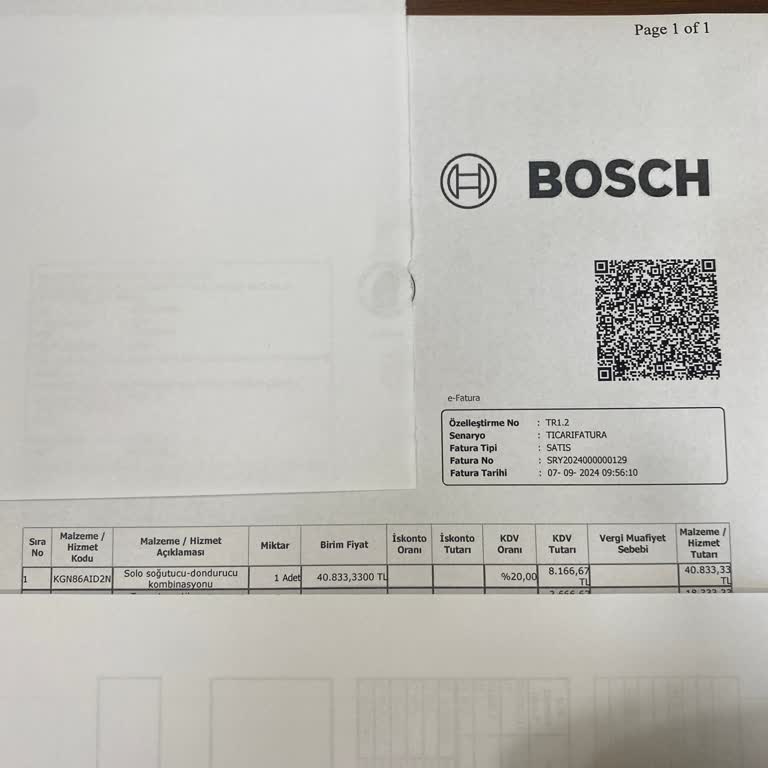 Page 1 of 1
BOSCH
e-Fatura
Özelleştirme No : TR1.2
Senaryo : TICARIFATURA
Fatura Tipi : SATIS
Fatura No : SRY2024000000129
Fatura Tarihi : 07- 09- 2024 09:56:10
Sıra No Malzeme / Hizmet Kodu Malzeme / Hizmet Açıklaması Miktar Birim Fiyat İskonto Oranı İskonto Tutarı KDV Oranı KDV Tutarı Vergi Muafiyet Sebebi Malzeme / Hizmet Tutarı
1 KGN86AID2N Solo soğutucu-dondurucu kombinasyonu 1 Adet 40.833,3300 TL %20,00 8.166,67 TL 40.833,33 TL